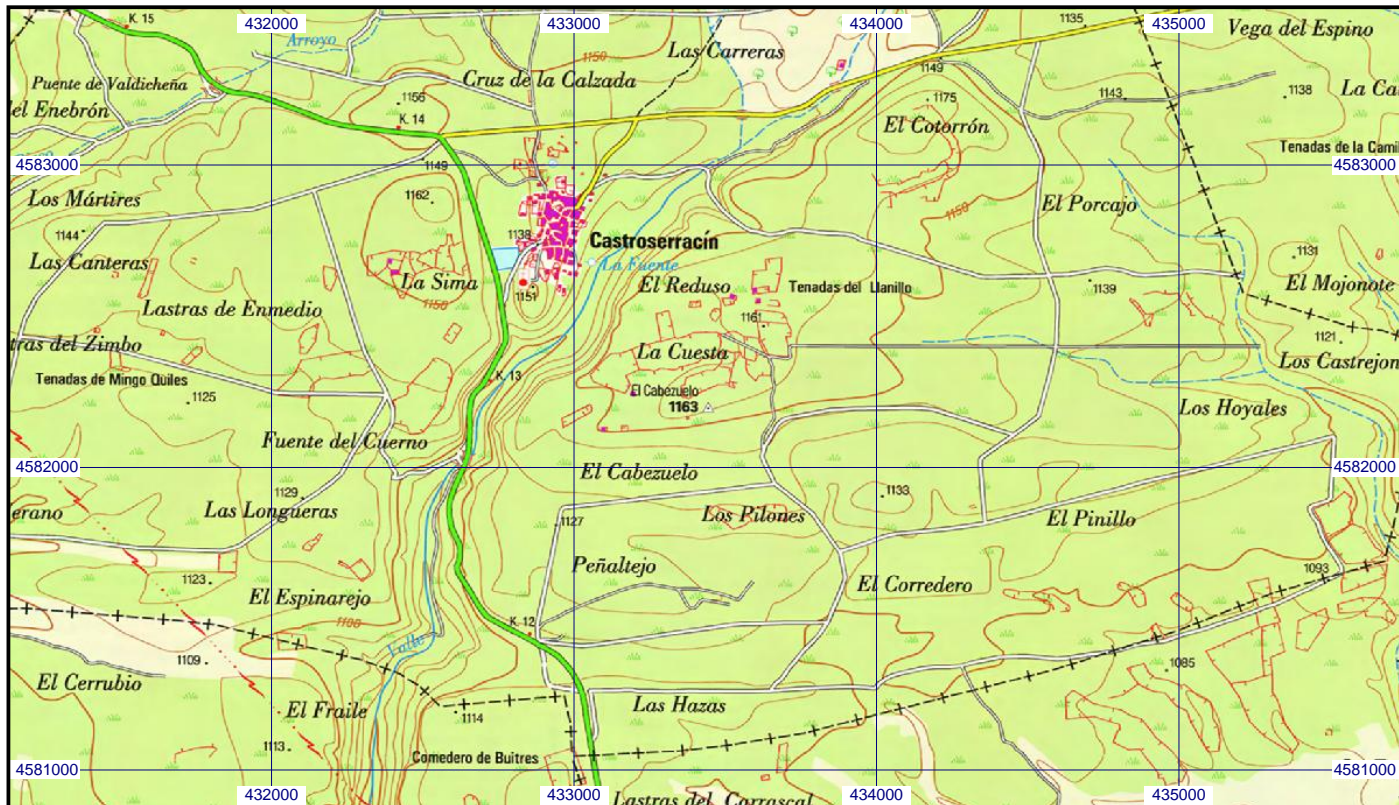 K. 15
432000
433000
434000
1135
435000
Vega del Espino
Arroyo
1150
Las Carreras
1149
Puente de Valdicheña
Cruz de la Calzada
1156
1175
1143
1138
La Ca
el Enebrón
K. 14
El Cotorrón
4583000
1149
Tenadas de la Camil
4583000
Los Mártires
1162
1150
El Porcajo
1144
1138
Castroserracín
Las Canteras
La Fuente
1131
La Sima
1151
El Reduso
Tenadas del Llanillo
1139
El Mojonote
Lastras de Enmedio
1150
1161
1121
tras del Zimbo
La Cuesta
Los Castrejon
Tenadas de Mingo Quiles
K. 13
El Cabezuelo
1125
1163
Los Hoyales
Fuente del Cuerno
4582000
El Cabezuelo
4582000
1129
1133
erano
Las Longueras
1127
Los Pilones
El Pinillo
1123
Peñaltejo
El Corredero
1093
El Espinarejo
1100
K. 12
Valle
1109
1085
El Cerrubio
El Fraile
1114
Las Hazas
1113
Comedero de Buitres
4581000
4581000
432000
433000
434000
435000
Lastras del Carrascal